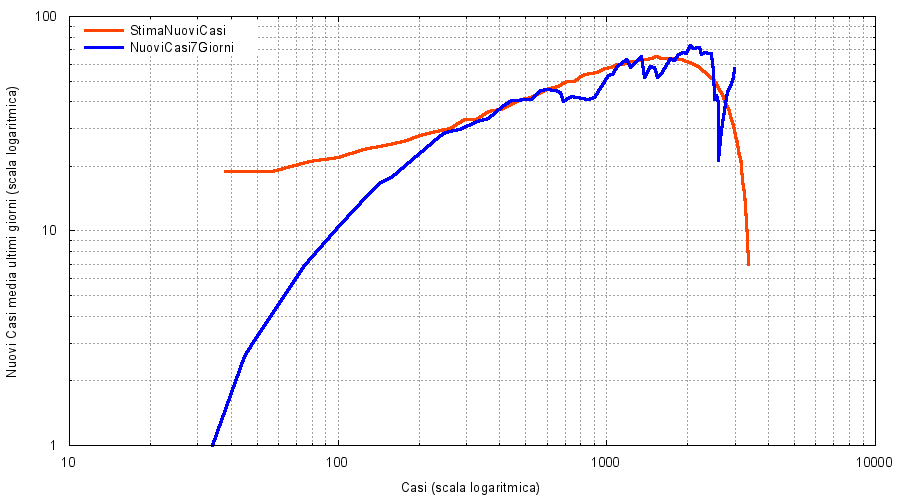 100
StimaNuoviCasi
NuoviCasi7Giorni
10
1
Nuovi Casi media ultimi giorni (scala logaritmica)
10
100
1000
10000
Casi (scala logaritmica)